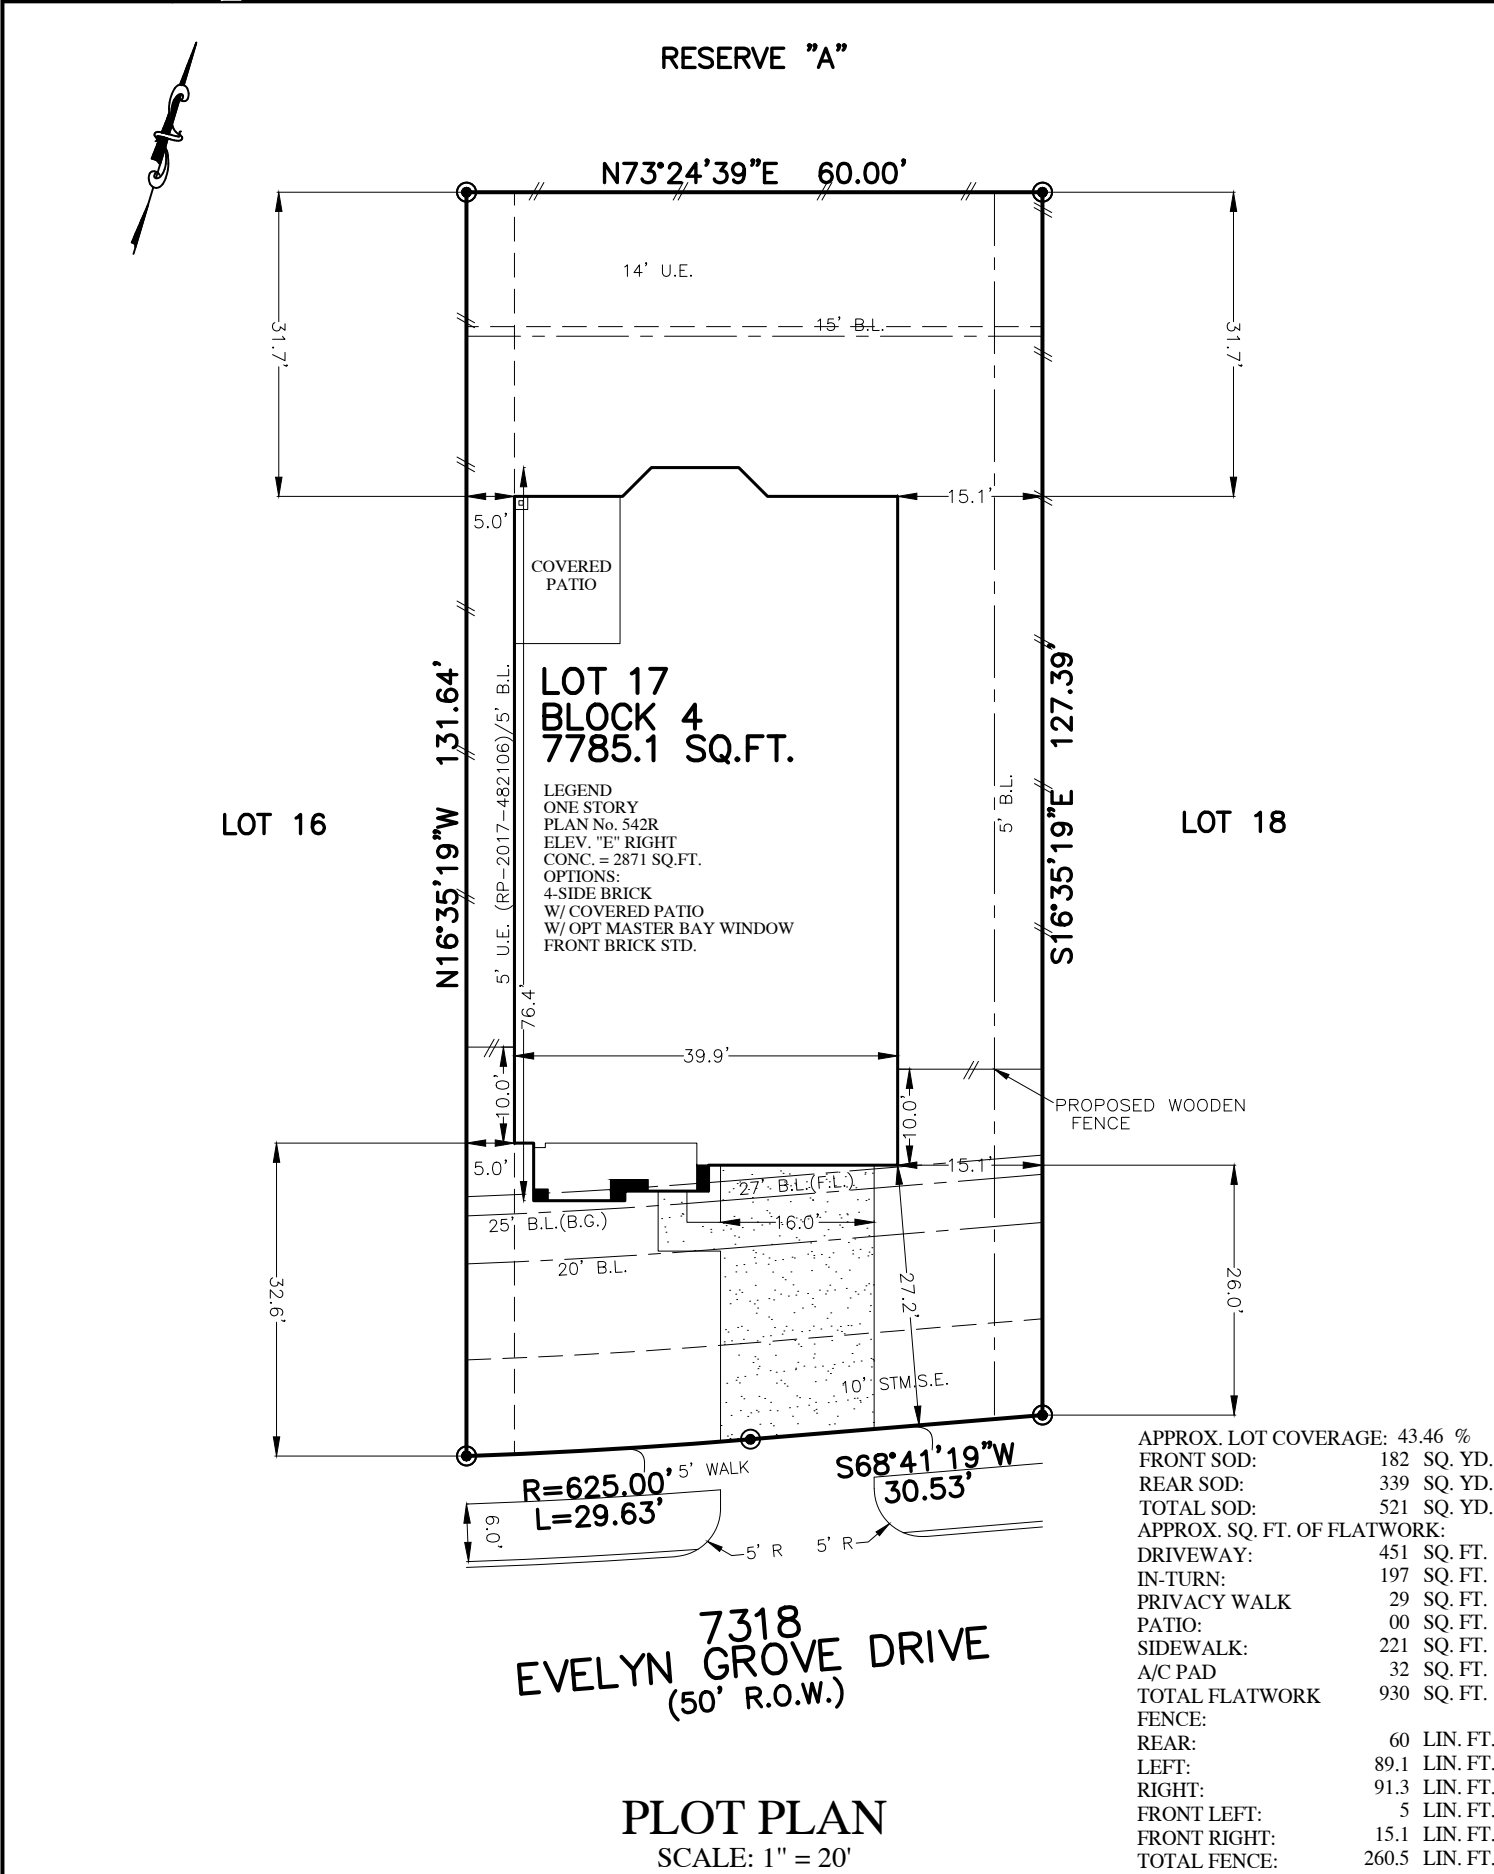 RESERVE "A"
N73°24'39"E 60.00'
14' U.E.
15' B.L.
31.7'
31.7'
5.0'
15.1'
COVERED
PATIO
N16°35'19"W 131.64'
5' U.E. (RP-2017-482106)/5' B.L.
LOT 17
BLOCK 4
7785.1 SQ.FT.
S16°35'19"E 127.39'
5' B.L.
LEGEND
ONE STORY
PLAN No. 542R
ELEV. "E" RIGHT
CONC. = 2871 SQ.FT.
OPTIONS:
4-SIDE BRICK
W/ COVERED PATIO
W/ OPT MASTER BAY WINDOW
FRONT BRICK STD.
LOT 16
LOT 18
76.4'
39.9'
10.0'
10.0'
PROPOSED WOODEN
FENCE
5.0'
15.1'
27' B.L.(F.L.)
25' B.L.(B.G.)
16.0'
20' B.L.
32.6'
27.2'
26.0'
10' STM.S.E.
R=625.00'
L=29.63'
5' WALK
S68°41'19"W
30.53'
6.0'
5' R
5' R
7318
EVELYN GROVE DRIVE
(50' R.O.W.)
PLOT PLAN
SCALE: 1" = 20'
APPROX. LOT COVERAGE: 43.46 %
FRONT SOD: 182 SQ. YD.
REAR SOD: 339 SQ. YD.
TOTAL SOD: 521 SQ. YD.
APPROX. SQ. FT. OF FLATWORK:
DRIVEWAY: 451 SQ. FT.
IN-TURN: 197 SQ. FT.
PRIVACY WALK 29 SQ. FT.
PATIO: 00 SQ. FT.
SIDEWALK: 221 SQ. FT.
A/C PAD 32 SQ. FT.
TOTAL FLATWORK 930 SQ. FT.
FENCE:
REAR: 60 LIN. FT.
LEFT: 89.1 LIN. FT.
RIGHT: 91.3 LIN. FT.
FRONT LEFT: 5 LIN. FT.
FRONT RIGHT: 15.1 LIN. FT.
TOTAL FENCE: 260.5 LIN. FT.